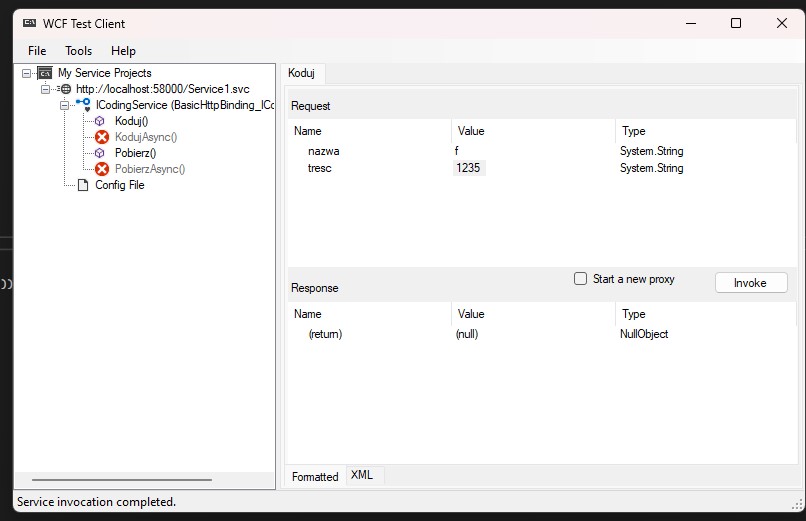 WCF Test Client
File Tools Help
My Service Projects
http://localhost:58000/Service1.svc
ICodingService (BasicHttpBinding_ICo
Koduj()
KodujAsync()
Pobierz()
PobierzAsync()
Config File
Koduj
Request
Name Value Type
nazwa f System.String
tresc 1235 System.String
Start a new proxy Invoke
Response
Name Value Type
(return) (null) NullObject
Formatted XML
Service invocation completed.
))